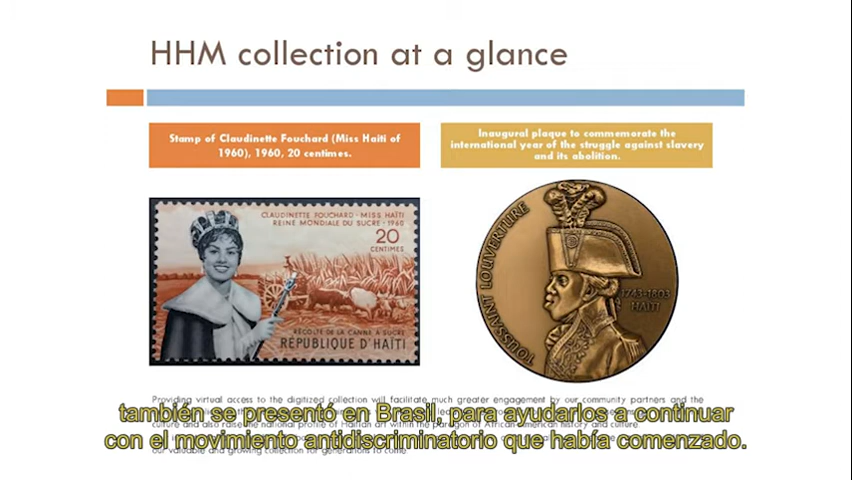 HHM collection at a glance
Stamp of Claudinette Fouchard (Miss Haiti of
1960), 1960, 20 centimes.
Inaugural plaque to commemorate the
international year of the struggle against slavery
and its abolition.
CLAUDINETTE FOUCHARD - MISS HAÏTI
REINE MONDIALE DU SUCRE - 1960
20
CENTIMES
RÉCOLTE DE LA CANNE A SUCRE
RÉPUBLIQUE D'HAÏTI
TOUSSAINT LOUVERTURE
1743-1803
HAITI
Providing virtual access to the digitized collection will facilitate much greater engagement by our community partners and the
también se presentó en Brasil, para ayudarlos a continuar
culture and also raise the national profile of Haitian art within the paragon of African-American history and culture.
con el movimiento antidiscriminatorio que había comenzado.
our valuable and growing collection for generations to come